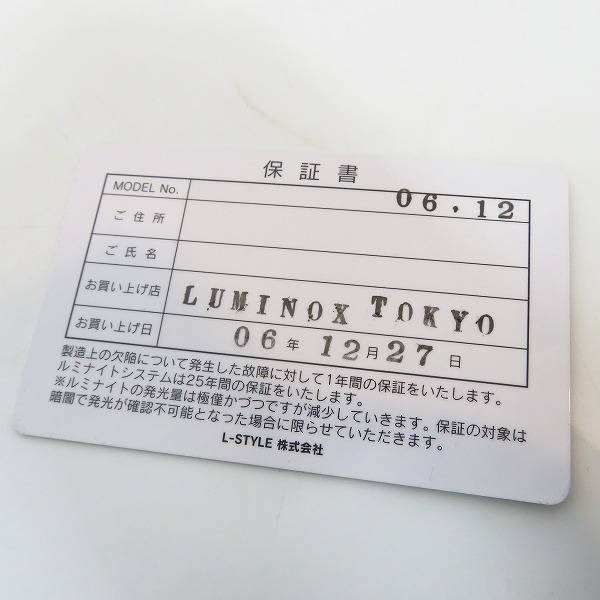 保証書
MODEL No. 06.12
ご住所
ご氏名
お買い上げ店 LUMINOX TOKYO
お買い上げ日 06年 12月27日
製造上の欠陥について発生した故障に対して1年間の保証をいたします。
ルミナイトシステムは25年間の保証をいたします。
※ルミナイトの発光量は極僅かづつですが減少していきます。保証の対象は
暗闇で発光が確認不可能となった場合に限らせていただきます。
L-STYLE 株式会社